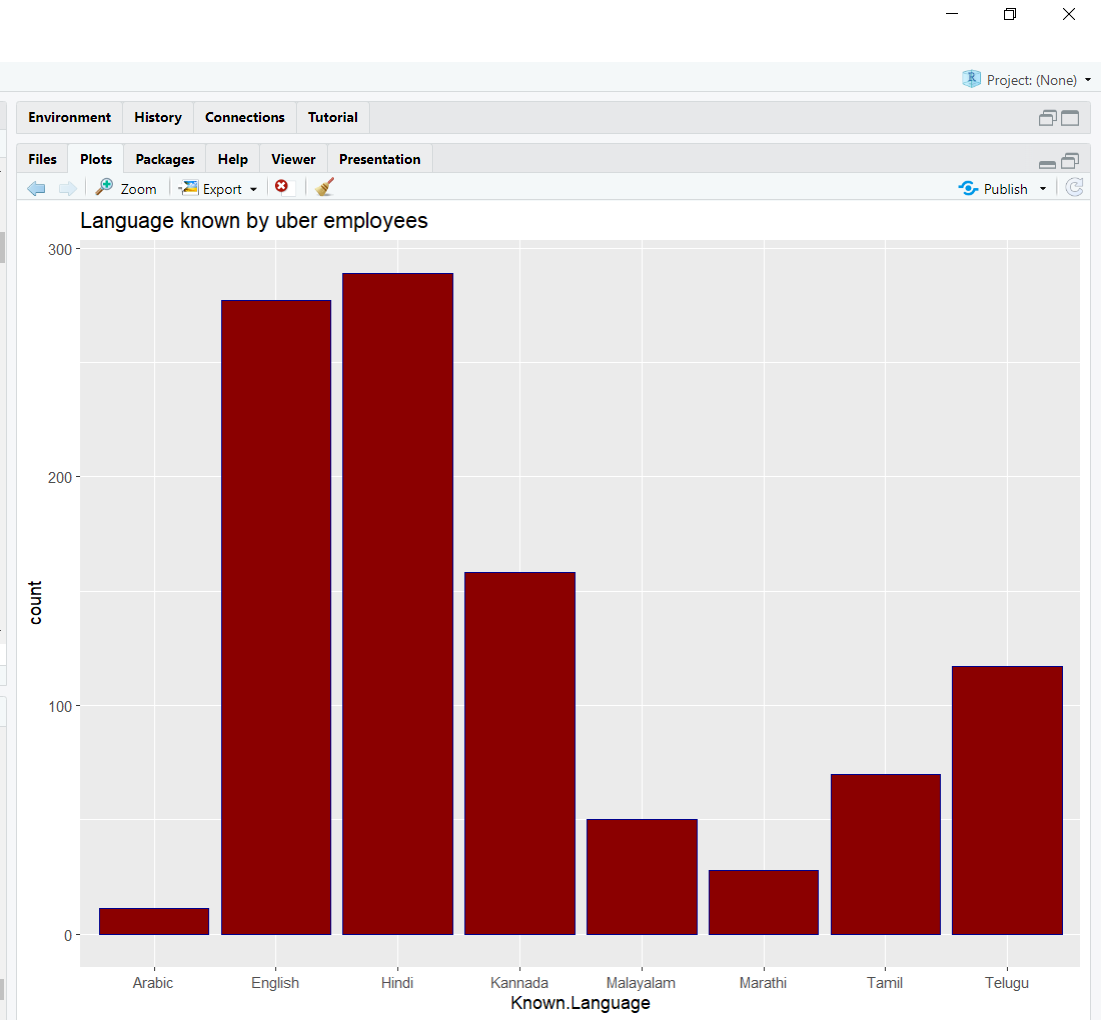 Project: (None)
Environment History Connections Tutorial
Files Plots Packages Help Viewer Presentation
Zoom Export Publish
Language known by uber employees
300
200
100
0
count
Arabic English Hindi Kannada Malayalam Marathi Tamil Telugu
Known.Language